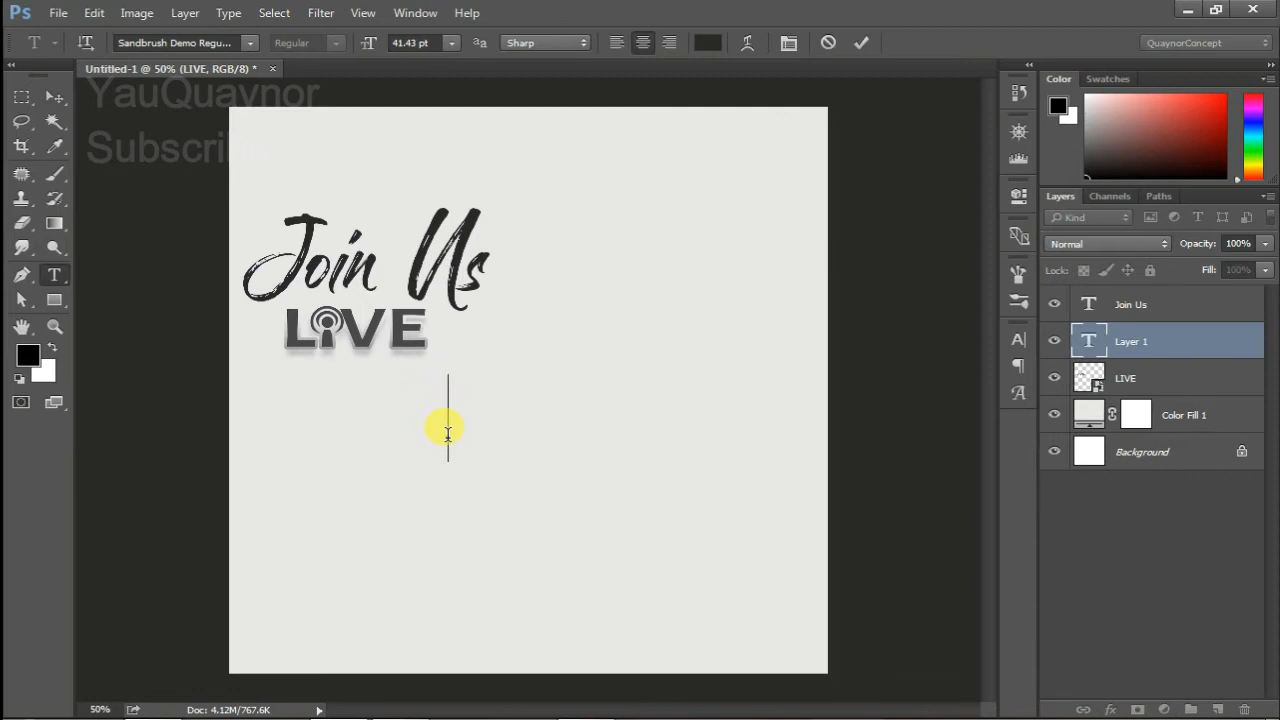 Ps File Edit Image Layer Type Select Filter View Window Help
T Sandbrush Demo Regu... Regular 41.43 pt Sharp QuaynorConcept
Untitled-1 @ 50% (LIVE, RGB/8) * ×
YauQuaynor
Color Swatches
Join Us
LIVE
Layers Channels Paths
Kind
Normal Opacity: 100%
Lock: Fill: 100%
Join Us
Layer 1
LIVE
Color Fill 1
Background
50% Doc: 4.12M/767.6K